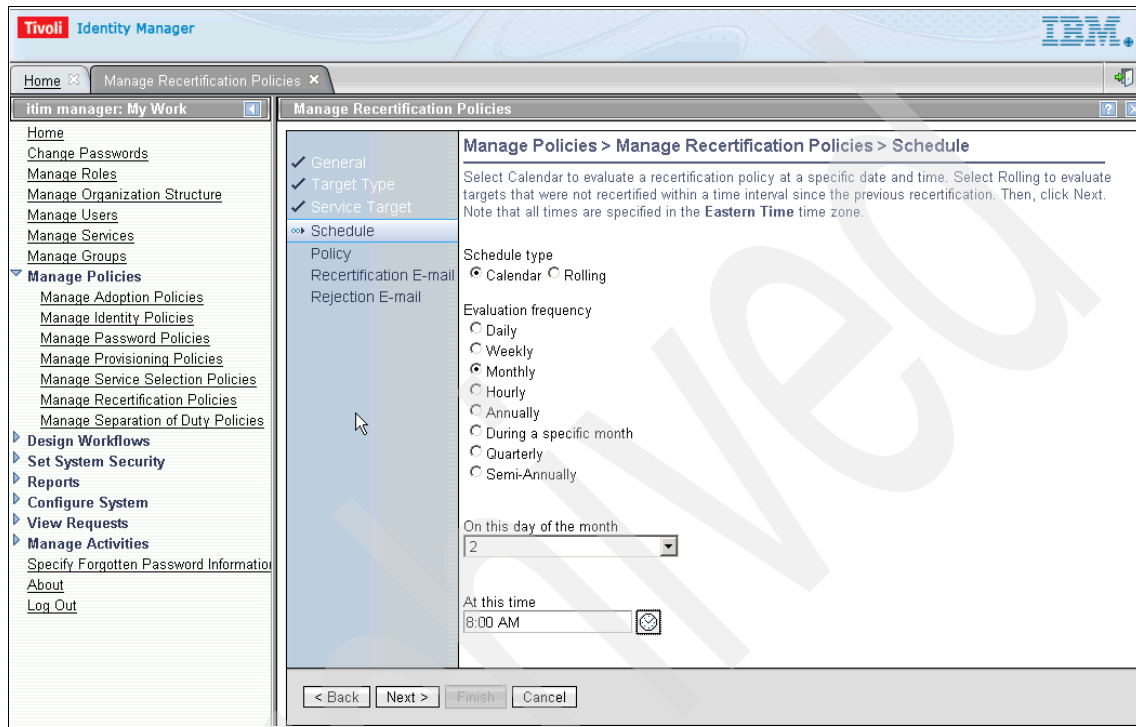 Tivoli Identity Manager
IBM.
Home
Manage Recertification Policies
itim manager: My Work
Home
Change Passwords
Manage Roles
Manage Organization Structure
Manage Users
Manage Services
Manage Groups
Manage Policies
Manage Adoption Policies
Manage Identity Policies
Manage Password Policies
Manage Provisioning Policies
Manage Service Selection Policies
Manage Recertification Policies
Manage Separation of Duty Policies
Design Workflows
Set System Security
Reports
Configure System
View Requests
Manage Activities
Specify Forgotten Password Informatio
About
Log Out
Manage Recertification Policies
?
General
Target Type
Service Target
Schedule
Policy
Recertification E-mail
Rejection E-mail
Manage Policies > Manage Recertification Policies > Schedule
Select Calendar to evaluate a recertification policy at a specific date and time. Select Rolling to evaluate
targets that were not recertified within a time interval since the previous recertification. Then, click Next.
Note that all times are specified in the Eastern Time time zone.
Schedule type
Calendar Rolling
Evaluation frequency
Daily
Weekly
Monthly
Hourly
Annually
During a specific month
Quarterly
Semi-Annually
On this day of the month
2
At this time
8:00 AM
< Back Next > Finish Cancel